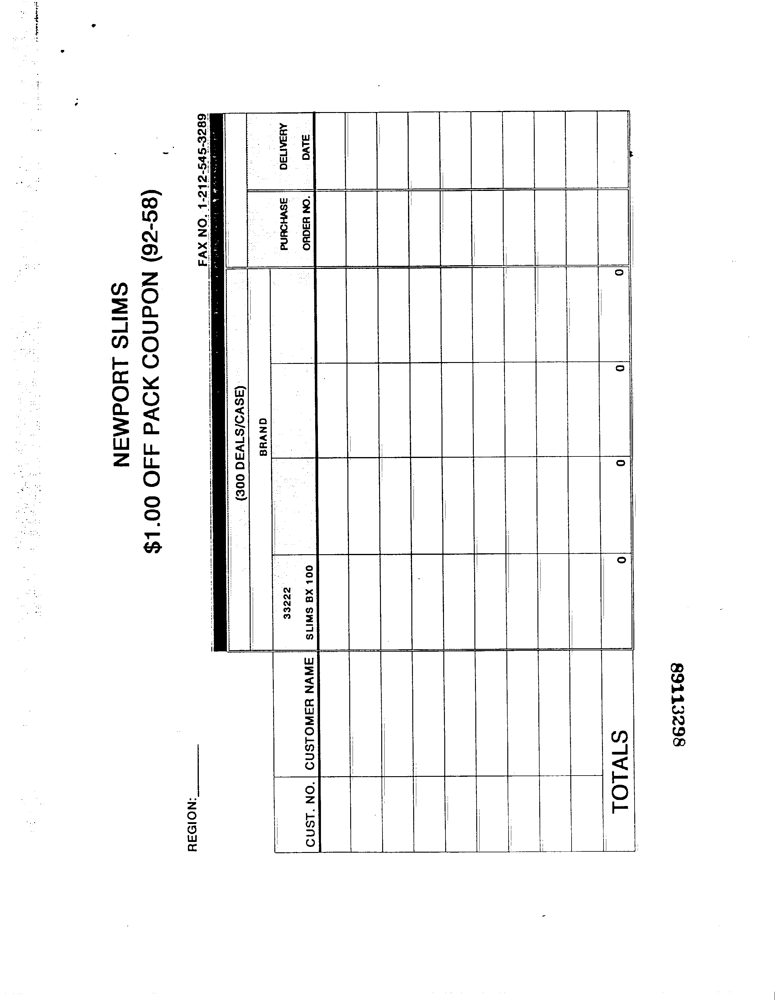 NEWPORT SLIMS
$1.00 OFF PACK COUPON (92-58)
REGION:
FAX NO. 1-212-545-3289
(300 DEALS/CASE)
BRAND
33222 PURCHASE DELIVERY
CUST. NO. CUSTOMER NAME SLIMS BX 100 ORDER NO. DATE
TOTALS 0 0 0 0
89113298